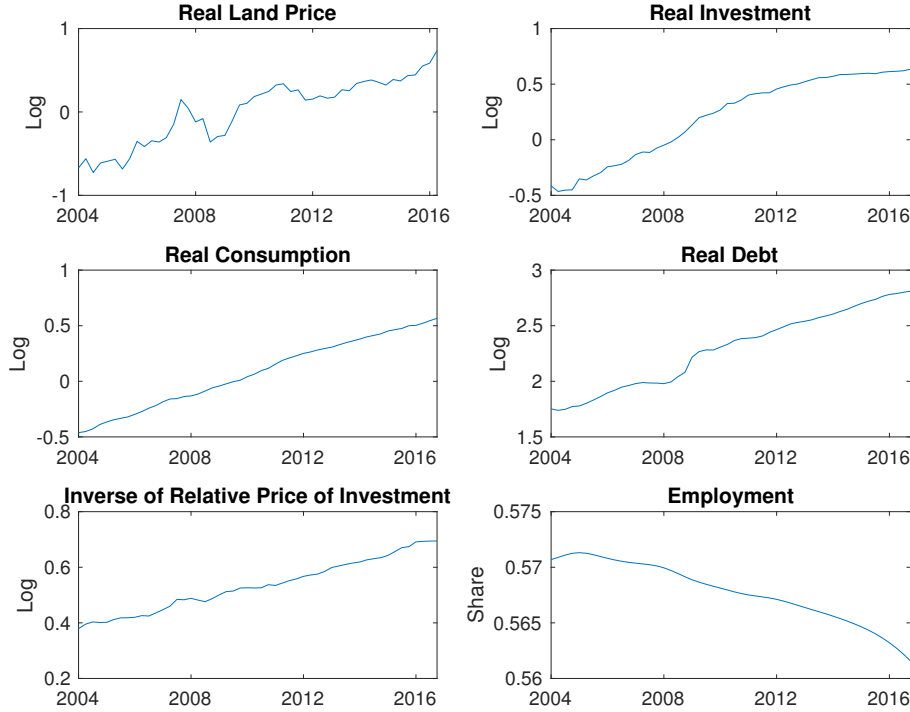 Real Land Price
Log
1
0
-1
2004 2008 2012 2016
Real Investment
Log
1
0.5
0
-0.5
2004 2008 2012 2016
Real Consumption
Log
1
0.5
0
-0.5
2004 2008 2012 2016
Real Debt
Log
3
2.5
2
1.5
2004 2008 2012 2016
Inverse of Relative Price of Investment
Log
0.8
0.6
0.4
0.2
2004 2008 2012 2016
Employment
Share
0.575
0.57
0.565
0.56
2004 2008 2012 2016